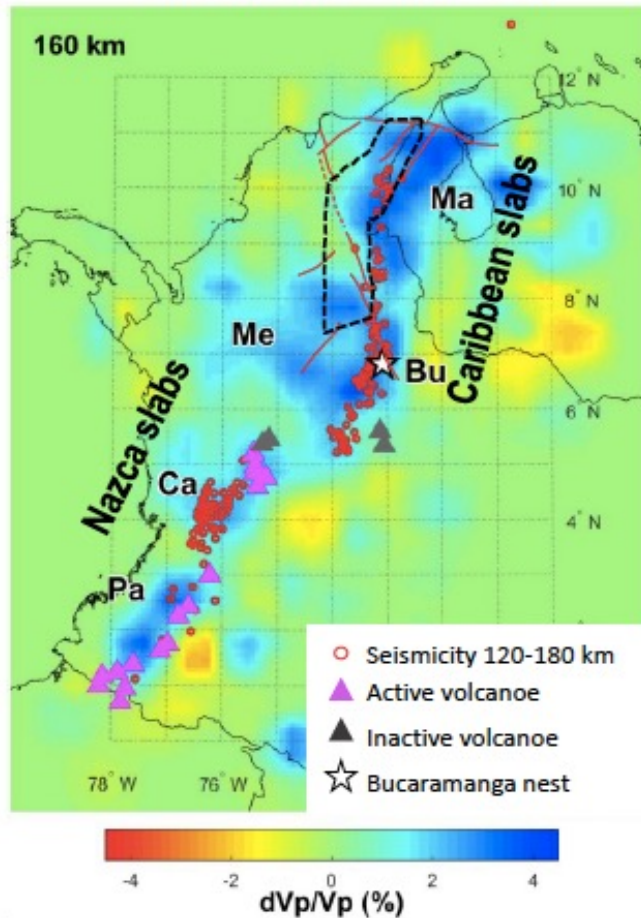 160 km
12° N
10° N
Ma
Caribbean slabs
8° N
Me
Bu
6° N
Nazca slabs
Ca
4° N
Pa
Seismicity 120-180 km
Active volcanoe
Inactive volcanoe
Bucaramanga nest
78° W
76° W
-4
-2
0
2
4
dVp/Vp (%)